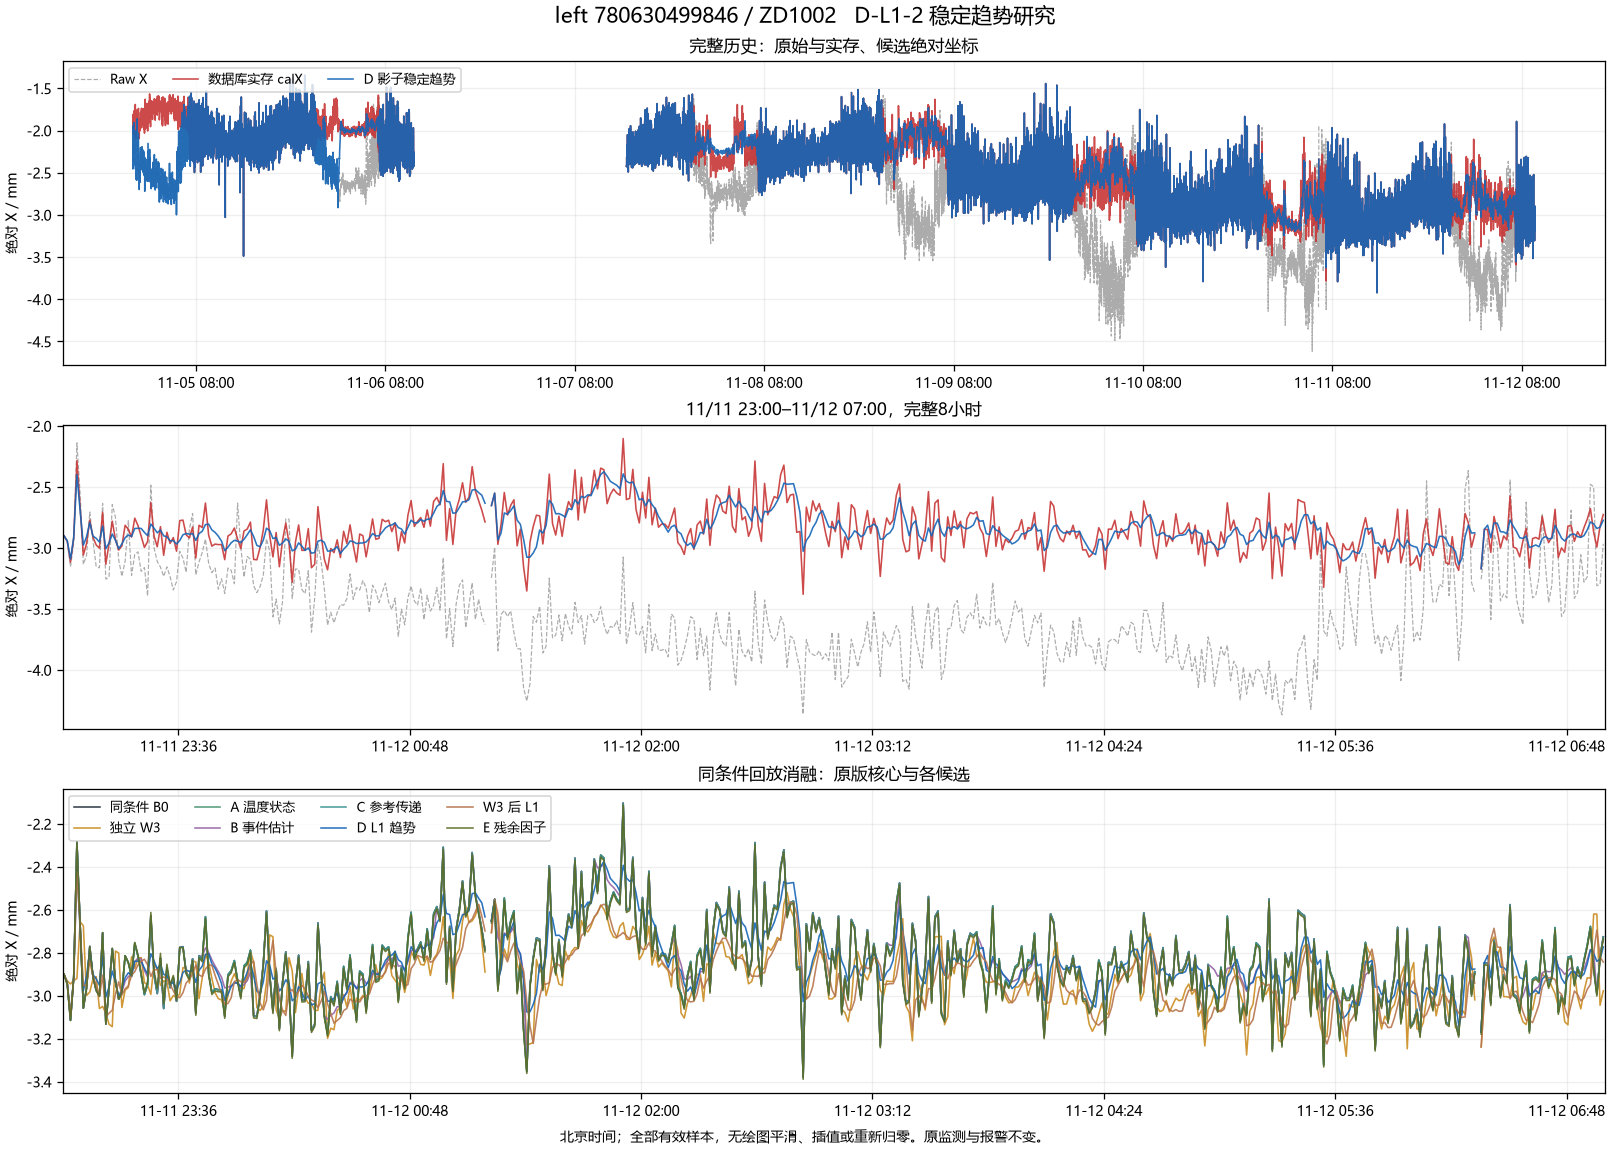 left 780630499846 / ZD1002   D-L1-2 稳定趋势研究
完整历史：原始与实存、候选绝对坐标
Raw X
数据库实存 calX
D 影子稳定趋势
绝对 X / mm
-1.5
-2.0
-2.5
-3.0
-3.5
-4.0
-4.5
11-05 08:00
11-06 08:00
11-07 08:00
11-08 08:00
11-09 08:00
11-10 08:00
11-11 08:00
11-12 08:00
11/11 23:00–11/12 07:00，完整8小时
绝对 X / mm
-2.0
-2.5
-3.0
-3.5
-4.0
11-11 23:36
11-12 00:48
11-12 02:00
11-12 03:12
11-12 04:24
11-12 05:36
11-12 06:48
同条件回放消融：原版核心与各候选
同条件 B0
A 温度状态
C 参考传递
W3 后 L1
独立 W3
B 事件估计
D L1 趋势
E 残余因子
绝对 X / mm
-2.2
-2.4
-2.6
-2.8
-3.0
-3.2
-3.4
11-11 23:36
11-12 00:48
11-12 02:00
11-12 03:12
11-12 04:24
11-12 05:36
11-12 06:48
北京时间；全部有效样本，无绘图平滑、插值或重新归零。原监测与报警不变。